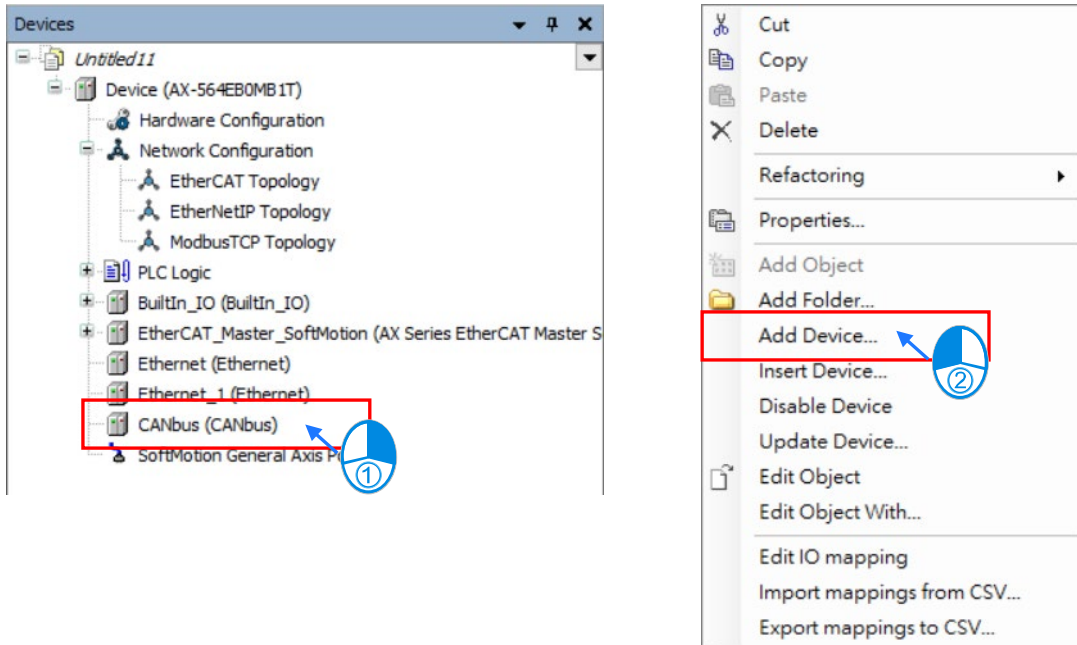 Devices
Untitled11
Device (AX-564EB0MB1T)
Hardware Configuration
Network Configuration
EtherCAT Topology
EtherNetIP Topology
ModbusTCP Topology
PLC Logic
BuiltIn_IO (BuiltIn_IO)
EtherCAT_Master_SoftMotion (AX Series EtherCAT Master S
Ethernet (Ethernet)
Ethernet_1 (Ethernet)
CANbus (CANbus)
SoftMotion General Axis P
①
Cut
Copy
Paste
Delete
Refactoring
Properties...
Add Object
Add Folder...
Add Device...
Insert Device...
②
Disable Device
Update Device...
Edit Object
Edit Object With...
Edit IO mapping
Import mappings from CSV...
Export mappings to CSV...